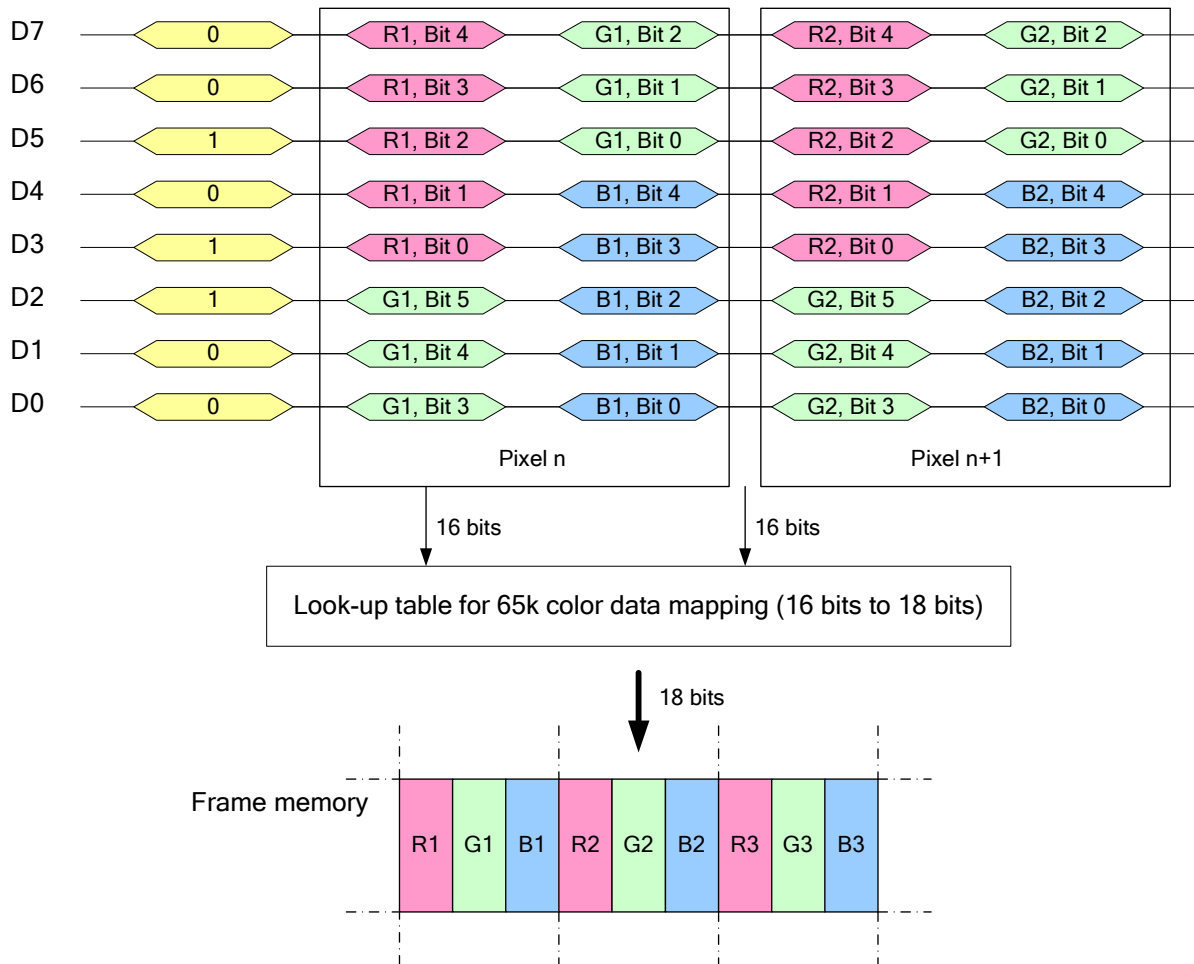 D7 0 R1, Bit 4 G1, Bit 2 R2, Bit 4 G2, Bit 2
D6 0 R1, Bit 3 G1, Bit 1 R2, Bit 3 G2, Bit 1
D5 1 R1, Bit 2 G1, Bit 0 R2, Bit 2 G2, Bit 0
D4 0 R1, Bit 1 B1, Bit 4 R2, Bit 1 B2, Bit 4
D3 1 R1, Bit 0 B1, Bit 3 R2, Bit 0 B2, Bit 3
D2 1 G1, Bit 5 B1, Bit 2 G2, Bit 5 B2, Bit 2
D1 0 G1, Bit 4 B1, Bit 1 G2, Bit 4 B2, Bit 1
D0 0 G1, Bit 3 B1, Bit 0 G2, Bit 3 B2, Bit 0
Pixel n Pixel n+1
16 bits 16 bits
Look-up table for 65k color data mapping (16 bits to 18 bits)
18 bits
Frame memory
R1 G1 B1 R2 G2 B2 R3 G3 B3